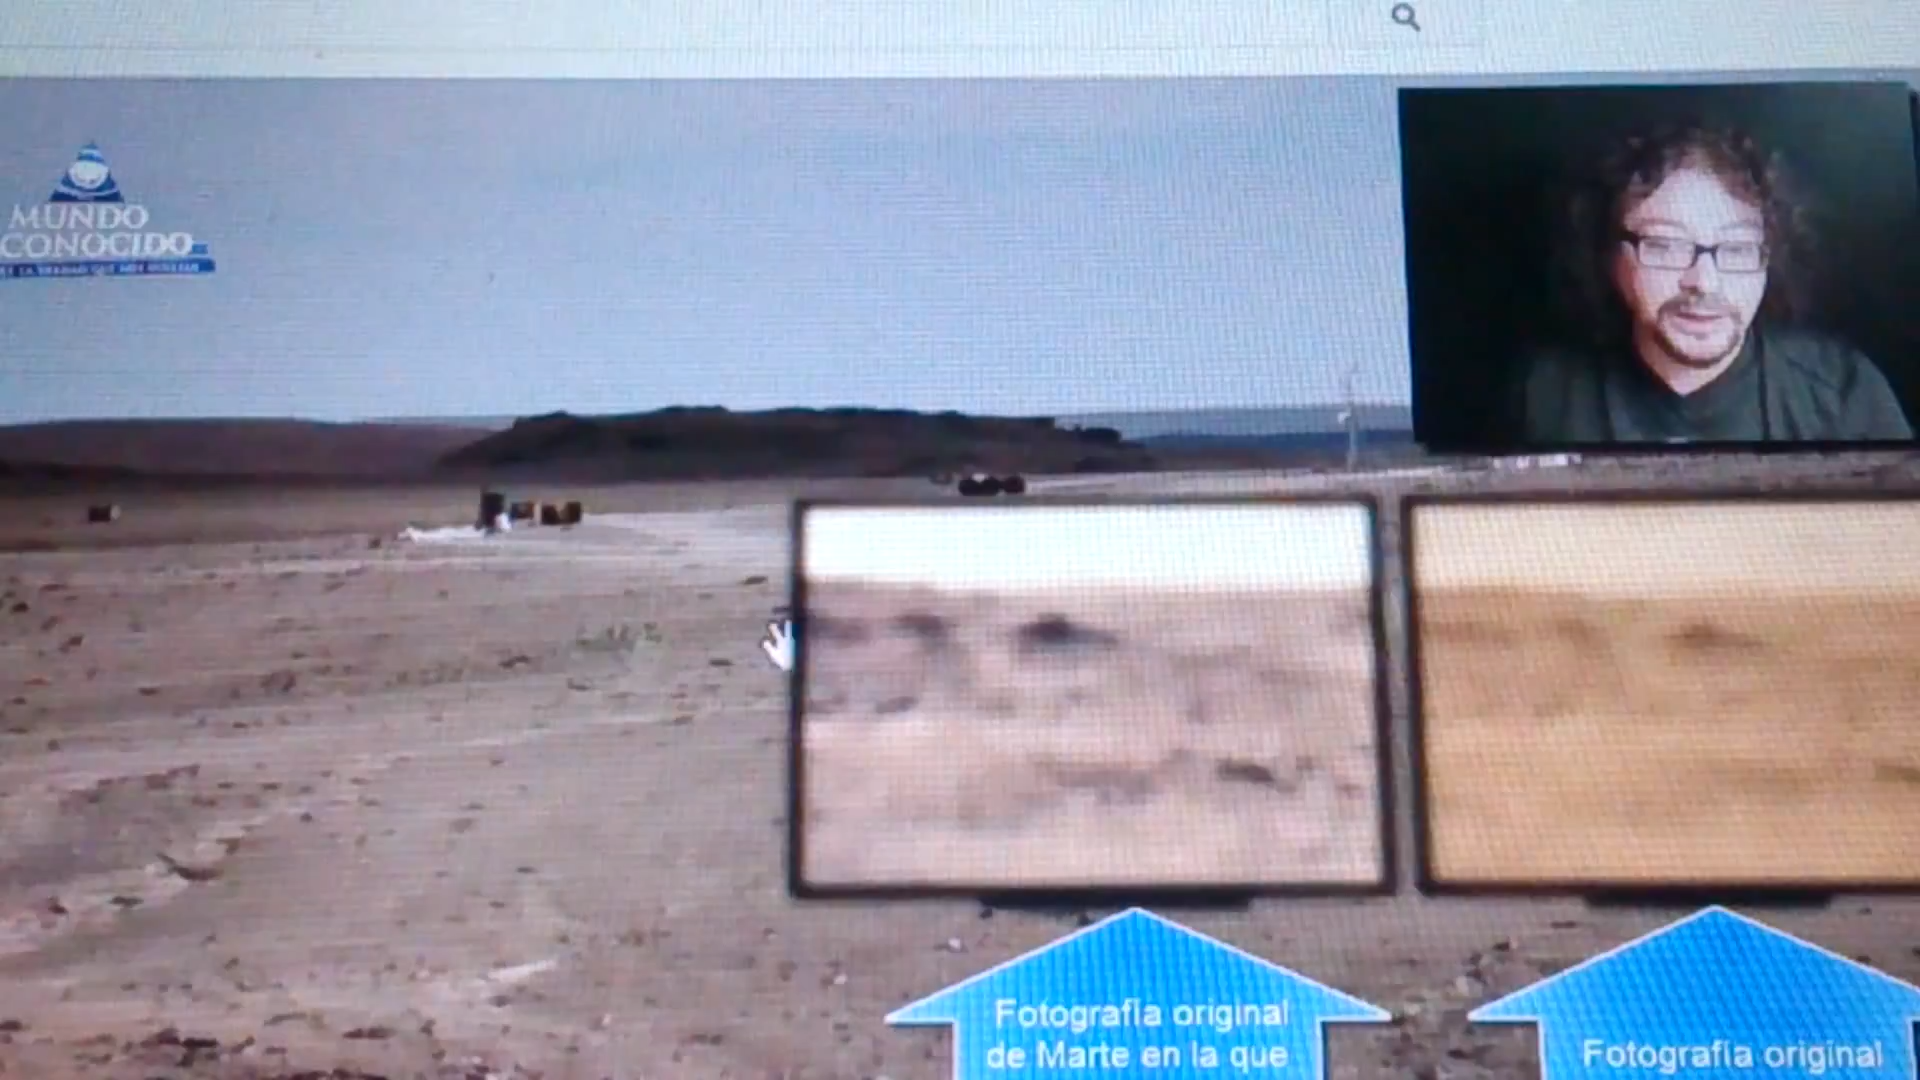 MUNDO
CONOCIDO
Fotografía original
de Marte en la que
Fotografía original